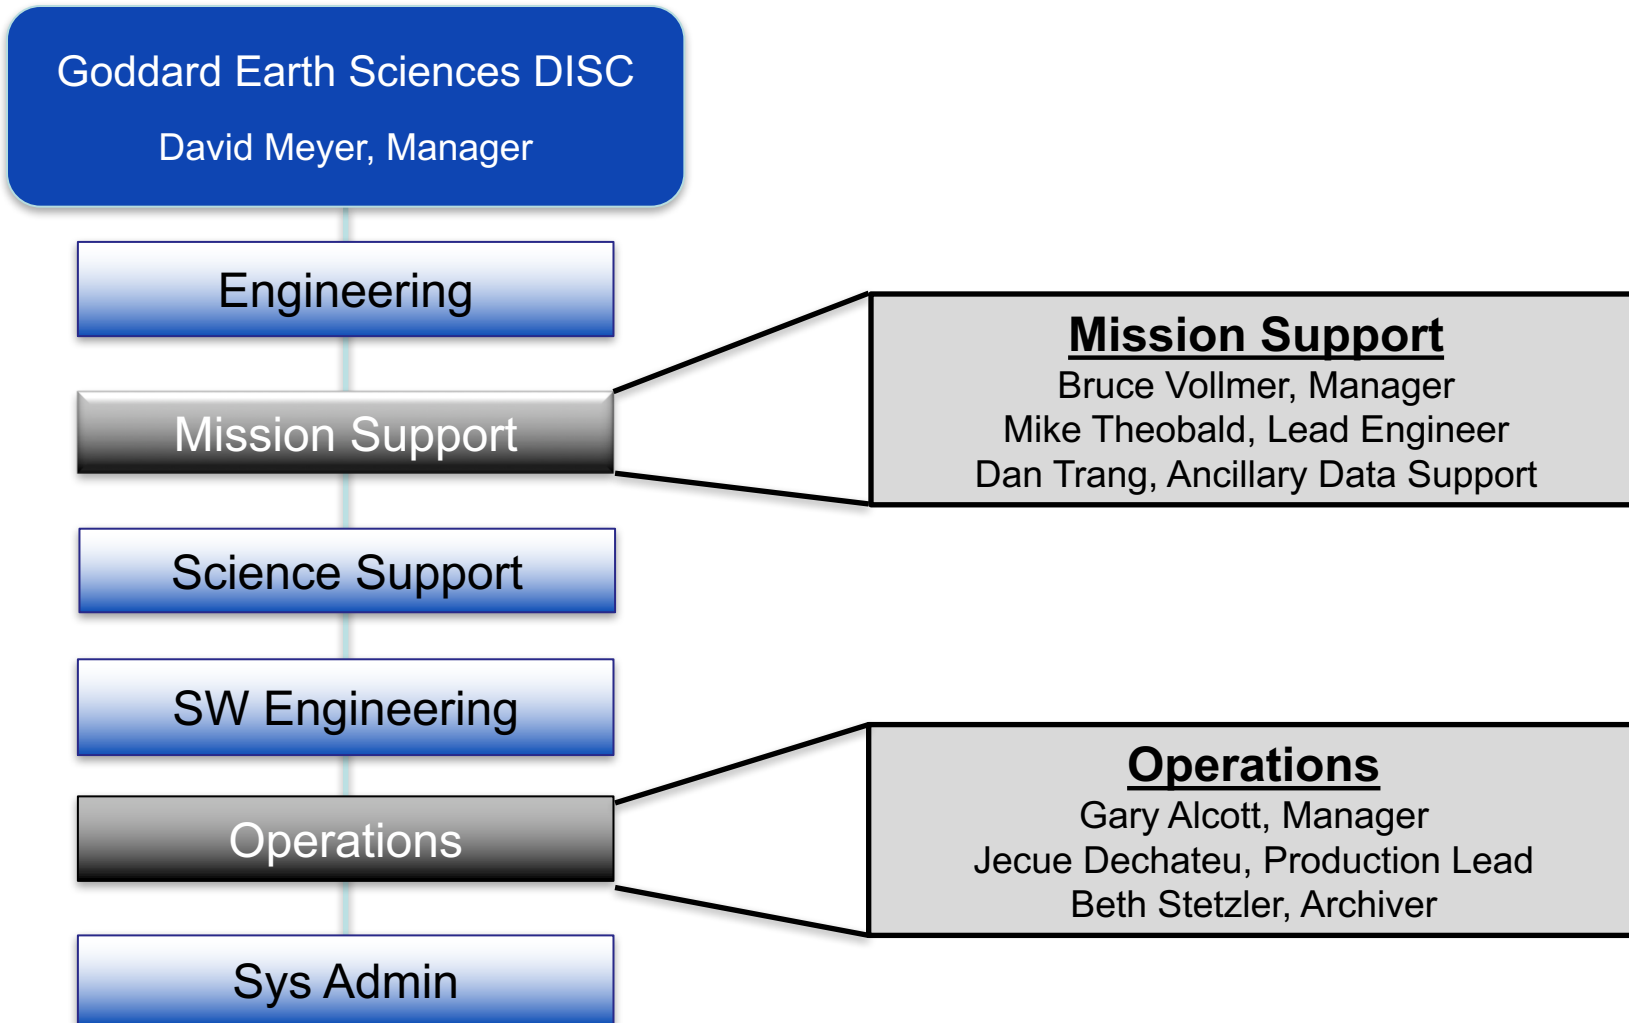 Goddard Earth Sciences DISC
David Meyer, Manager
Engineering
Mission Support
Science Support
SW Engineering
Operations
Sys Admin
Mission Support
Bruce Vollmer, Manager
Mike Theobald, Lead Engineer
Dan Trang, Ancillary Data Support
Operations
Gary Alcott, Manager
Jecue Dechateu, Production Lead
Beth Stetzler, Archiver